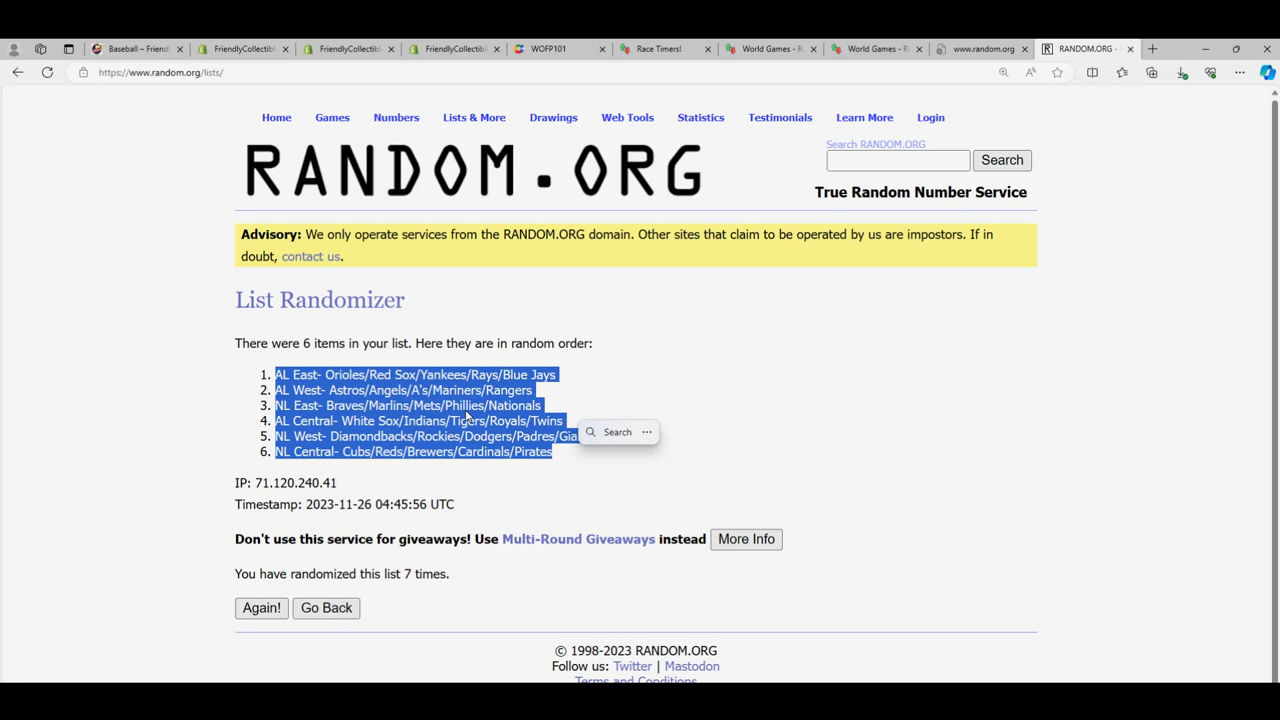 Baseball – Friend
FriendlyCollectib
FriendlyCollectib
FriendlyCollectib
WOFP101
Race Timers!
World Games - R
World Games - R
www.random.org
RANDOM.ORG -
https://www.random.org/lists/
Home Games Numbers Lists & More Drawings Web Tools Statistics Testimonials Learn More Login
RANDOM.ORG
Search RANDOM.ORG
Search
True Random Number Service
Advisory: We only operate services from the RANDOM.ORG domain. Other sites that claim to be operated by us are impostors. If in
doubt, contact us.
List Randomizer
There were 6 items in your list. Here they are in random order:
1. AL East- Orioles/Red Sox/Yankees/Rays/Blue Jays
2. AL West- Astros/Angels/A's/Mariners/Rangers
3. NL East- Braves/Marlins/Mets/Phillies/Nationals
4. AL Central- White Sox/Indians/Tigers/Royals/Twins
5. NL West- Diamondbacks/Rockies/Dodgers/Padres/Gia
Search ...
6. NL Central- Cubs/Reds/Brewers/Cardinals/Pirates
IP: 71.120.240.41
Timestamp: 2023-11-26 04:45:56 UTC
Don't use this service for giveaways! Use Multi-Round Giveaways instead More Info
You have randomized this list 7 times.
Again! Go Back
© 1998-2023 RANDOM.ORG
Follow us: Twitter | Mastodon
Terms and Conditions